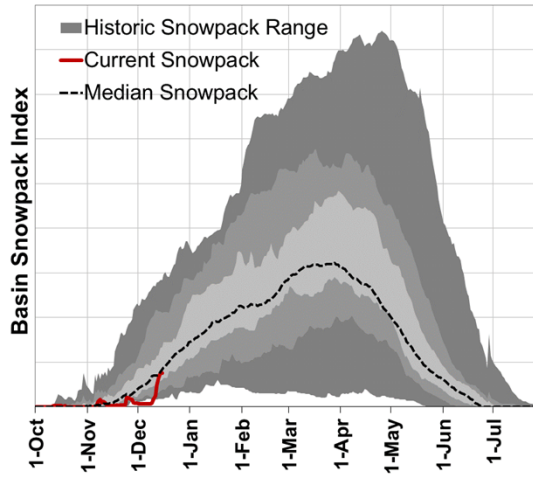 Historic Snowpack Range
Current Snowpack
Median Snowpack
Basin Snowpack Index
1-Oct
1-Nov
1-Dec
1-Jan
1-Feb
1-Mar
1-Apr
1-May
1-Jun
1-Jul